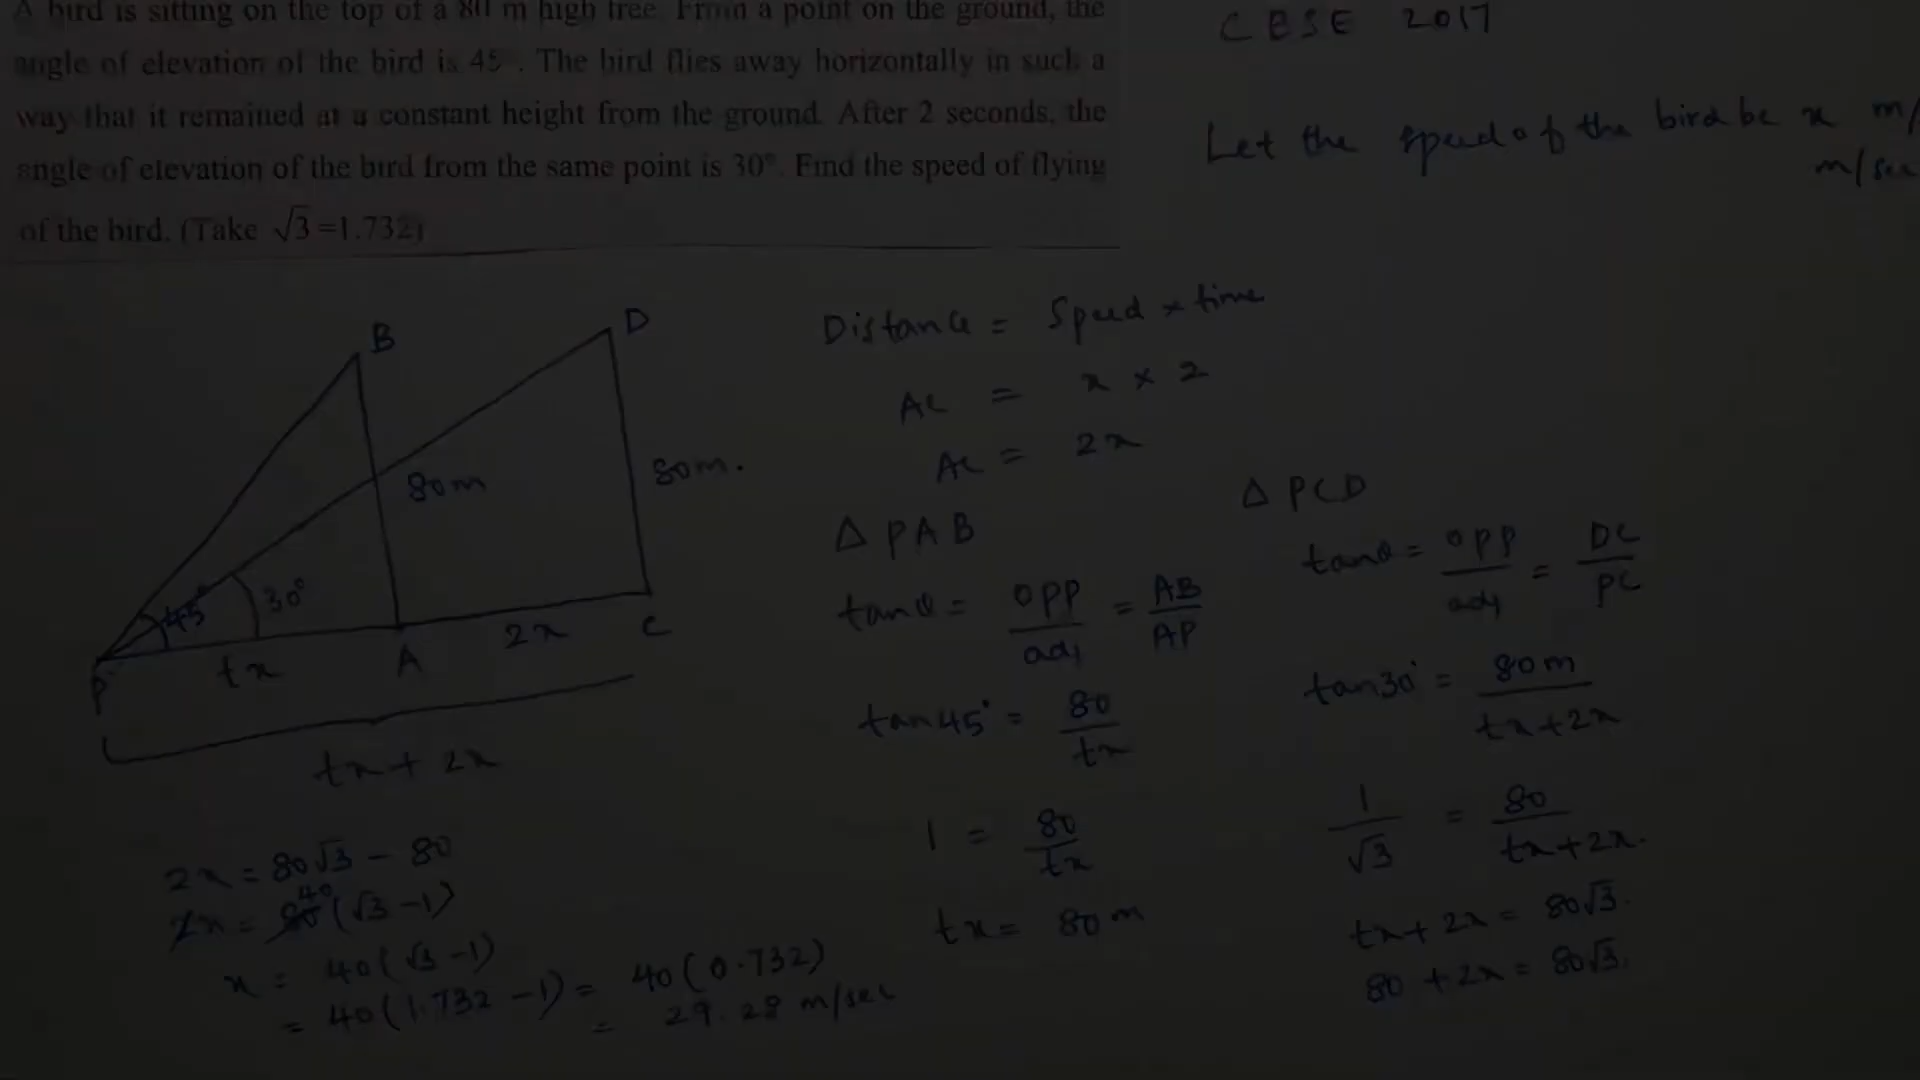 A bird is sitting on the top of a 80 m high tree. From a point on the ground, the
angle of elevation of the bird is 45°. The bird flies away horizontally in such a
way that it remained at a constant height from the ground. After 2 seconds, the
angle of elevation of the bird from the same point is 30°. Find the speed of flying
of the bird. (Take √3=1.732)
CBSE 2017
Let the speed of the bird be x m/
m/sec
B
D
80m
80m.
45°
30°
P
tx
A
2x
C
tx+2x
2x = 80√3 - 80
2x = 80 40 (√3-1)
x = 40(√3-1)
= 40(1.732-1) = 40(0.732)
= 29.28 m/sec
Distance = Speed × time
AC = x × 2
AC = 2x
Δ PAB
tanθ = opp/adj = AB/AP
tan45° = 80/tx
1 = 80/tx
tx = 80m
Δ PCD
tanθ = opp/adj = DC/PC
tan30° = 80m/tx+2x
1/√3 = 80/tx+2x.
tx+2x = 80√3.
80+2x = 80√3.